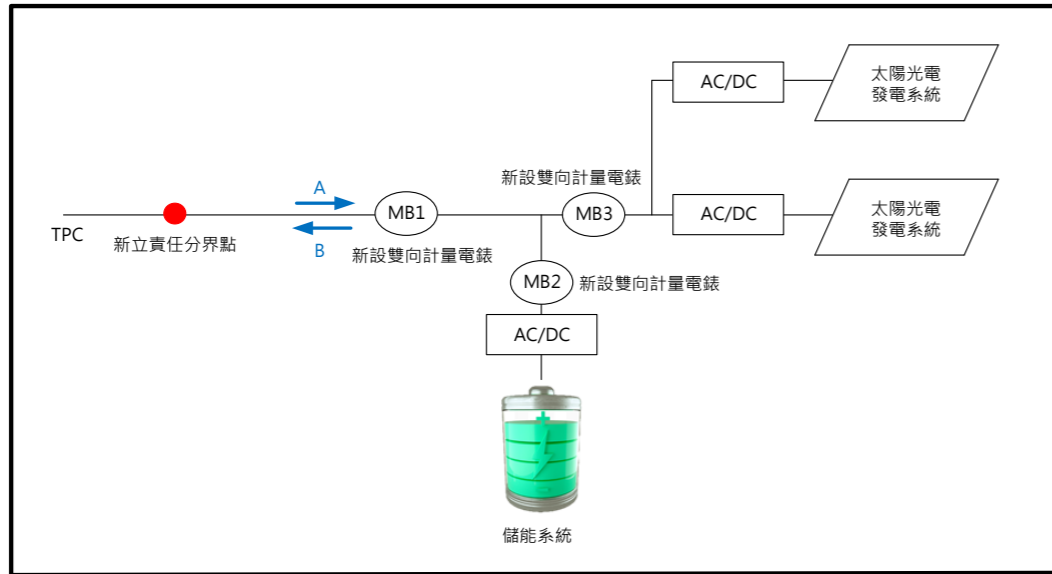 AC/DC
太陽光電
發電系統
新設雙向計量電錶
A
MB1
MB3
AC/DC
太陽光電
發電系統
TPC
新立責任分界點
B
新設雙向計量電錶
MB2
新設雙向計量電錶
AC/DC
儲能系統